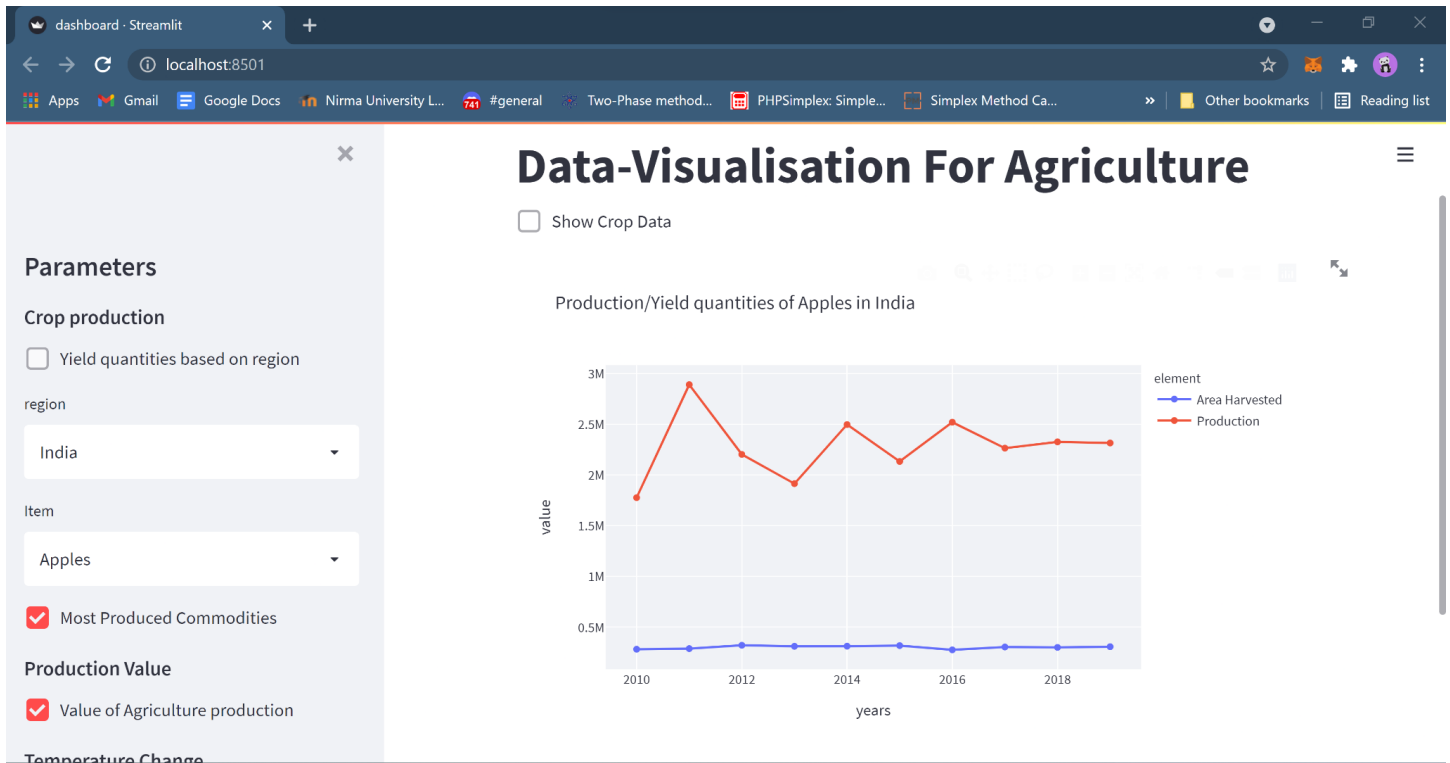 dashboard · Streamlit
localhost:8501
Apps Gmail Google Docs Nirma University L... 741 #general Two-Phase method... PHPSimplex: Simple... Simplex Method Ca... » Other bookmarks Reading list
Data-Visualisation For Agriculture
Show Crop Data
Parameters
Crop production
Yield quantities based on region
region
India
Item
Apples
Most Produced Commodities
Production Value
Value of Agriculture production
Temperature Change
Production/Yield quantities of Apples in India
3M
2.5M
2M
1.5M
1M
0.5M
value
2010 2012 2014 2016 2018
years
element
Area Harvested
Production